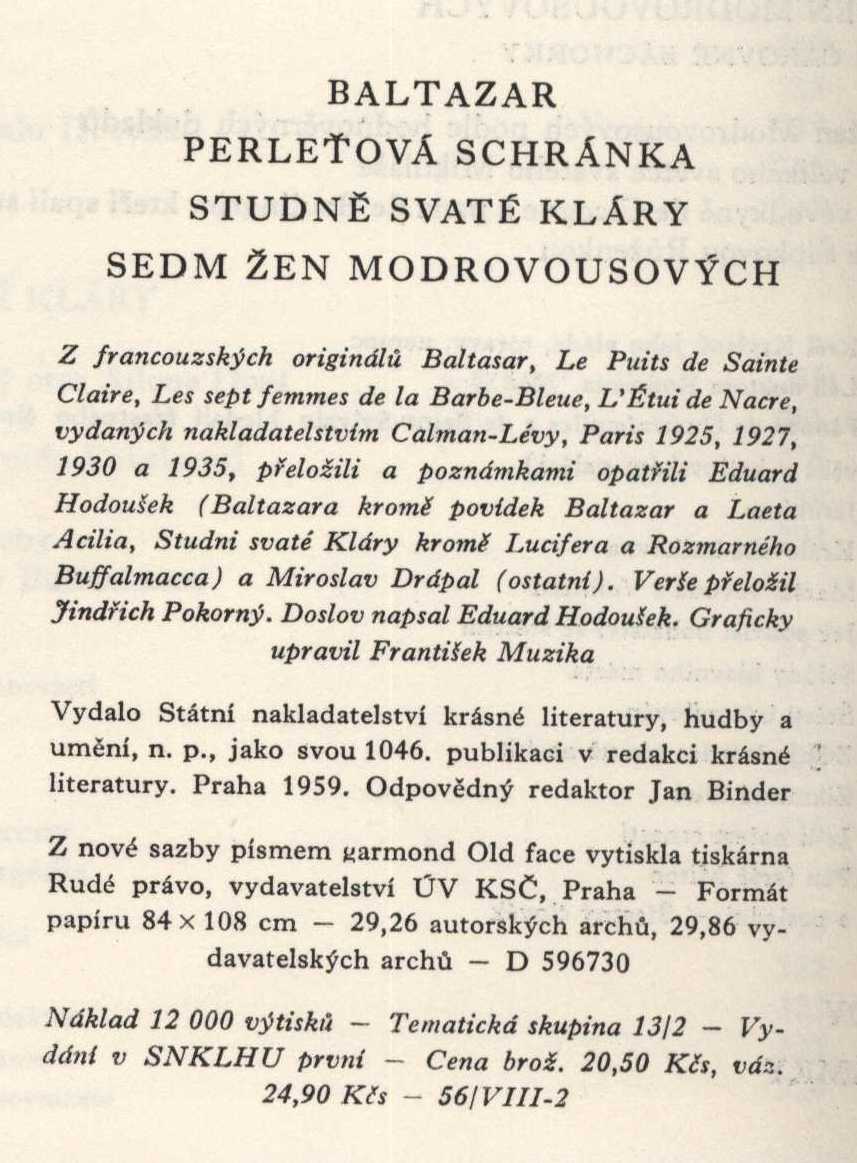 BALTAZAR
PERLEŤOVÁ SCHRÁNKA
STUDNĚ SVATÉ KLÁRY
SEDM ŽEN MODROVOUSOVÝCH
Z francouzských originálů Baltasar, Le Puits de Sainte
Claire, Les sept femmes de la Barbe-Bleue, L'Étui de Nacre,
vydaných nakladatelstvím Calman-Lévy, Paris 1925, 1927,
1930 a 1935, přeložili a poznámkami opatřili Eduard
Hodoušek (Baltazara kromě povídek Baltazar a Laeta
Acilia, Studni svaté Kláry kromě Lucifera a Rozmarného
Buffalmacca) a Miroslav Drápal (ostatní). Verše přeložil
Jindřich Pokorný. Doslov napsal Eduard Hodoušek. Graficky
upravil František Muzika
Vydalo Státní nakladatelství krásné literatury, hudby a
umění, n. p., jako svou 1046. publikaci v redakci krásné
literatury. Praha 1959. Odpovědný redaktor Jan Binder
Z nové sazby písmem garmond Old face vytiskla tiskárna
Rudé právo, vydavatelství ÚV KSČ, Praha — Formát
papíru 84 × 108 cm — 29,26 autorských archů, 29,86 vy-
davatelských archů — D 596730
Náklad 12 000 výtisků — Tematická skupina 13/2 — Vy-
dání v SNKLHU první — Cena brož. 20,50 Kčs, váz.
24,90 Kčs — 56/VIII-2